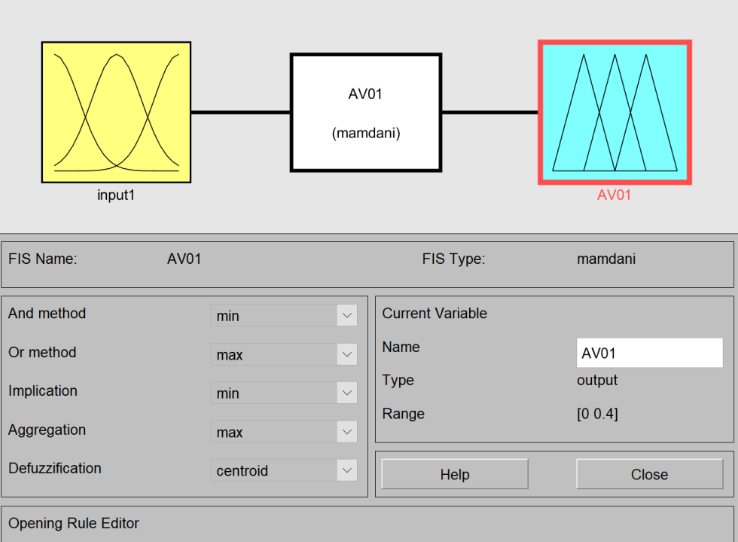 AV01
(mamdani)
input1
AV01
FIS Name: AV01 FIS Type: mamdani
And method min
Or method max
Implication min
Aggregation max
Defuzzification centroid
Current Variable
Name AV01
Type output
Range [0 0.4]
Help Close
Opening Rule Editor